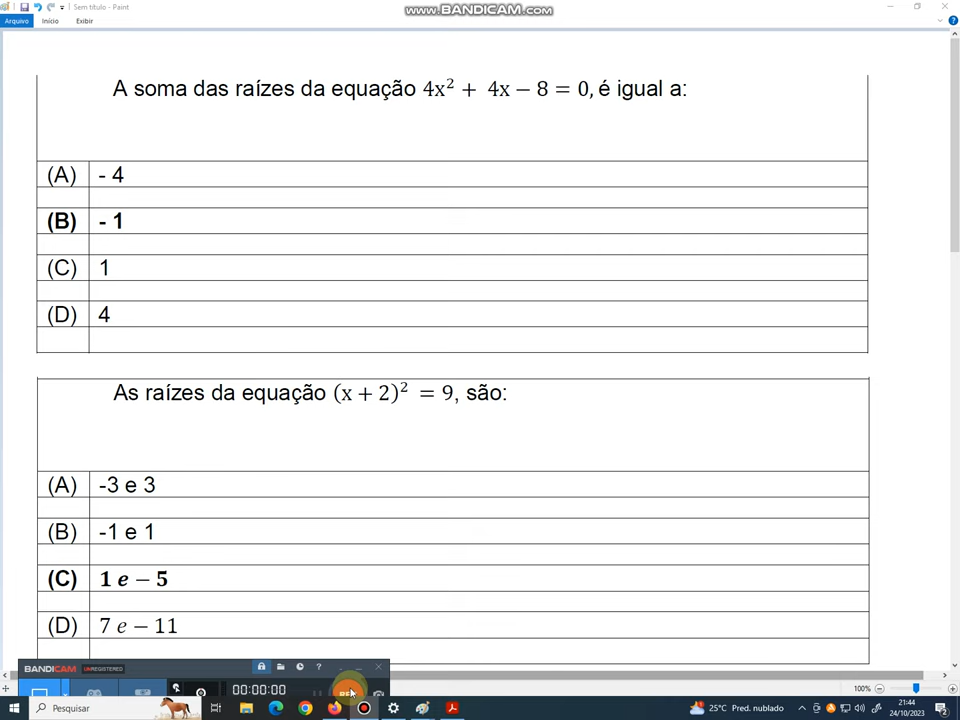 Sem título - Paint
www.BANDICAM.com
Arquivo Início Exibir
A soma das raízes da equação 4x² + 4x − 8 = 0, é igual a:
(A) - 4
(B) - 1
(C) 1
(D) 4
As raízes da equação (x + 2)² = 9, são:
(A) -3 e 3
(B) -1 e 1
(C) 1 e − 5
(D) 7 e − 11
BANDICAM UNREGISTERED
00:00:00
100%
Pesquisar
25°C Pred. nublado
21:44
24/10/2023
2